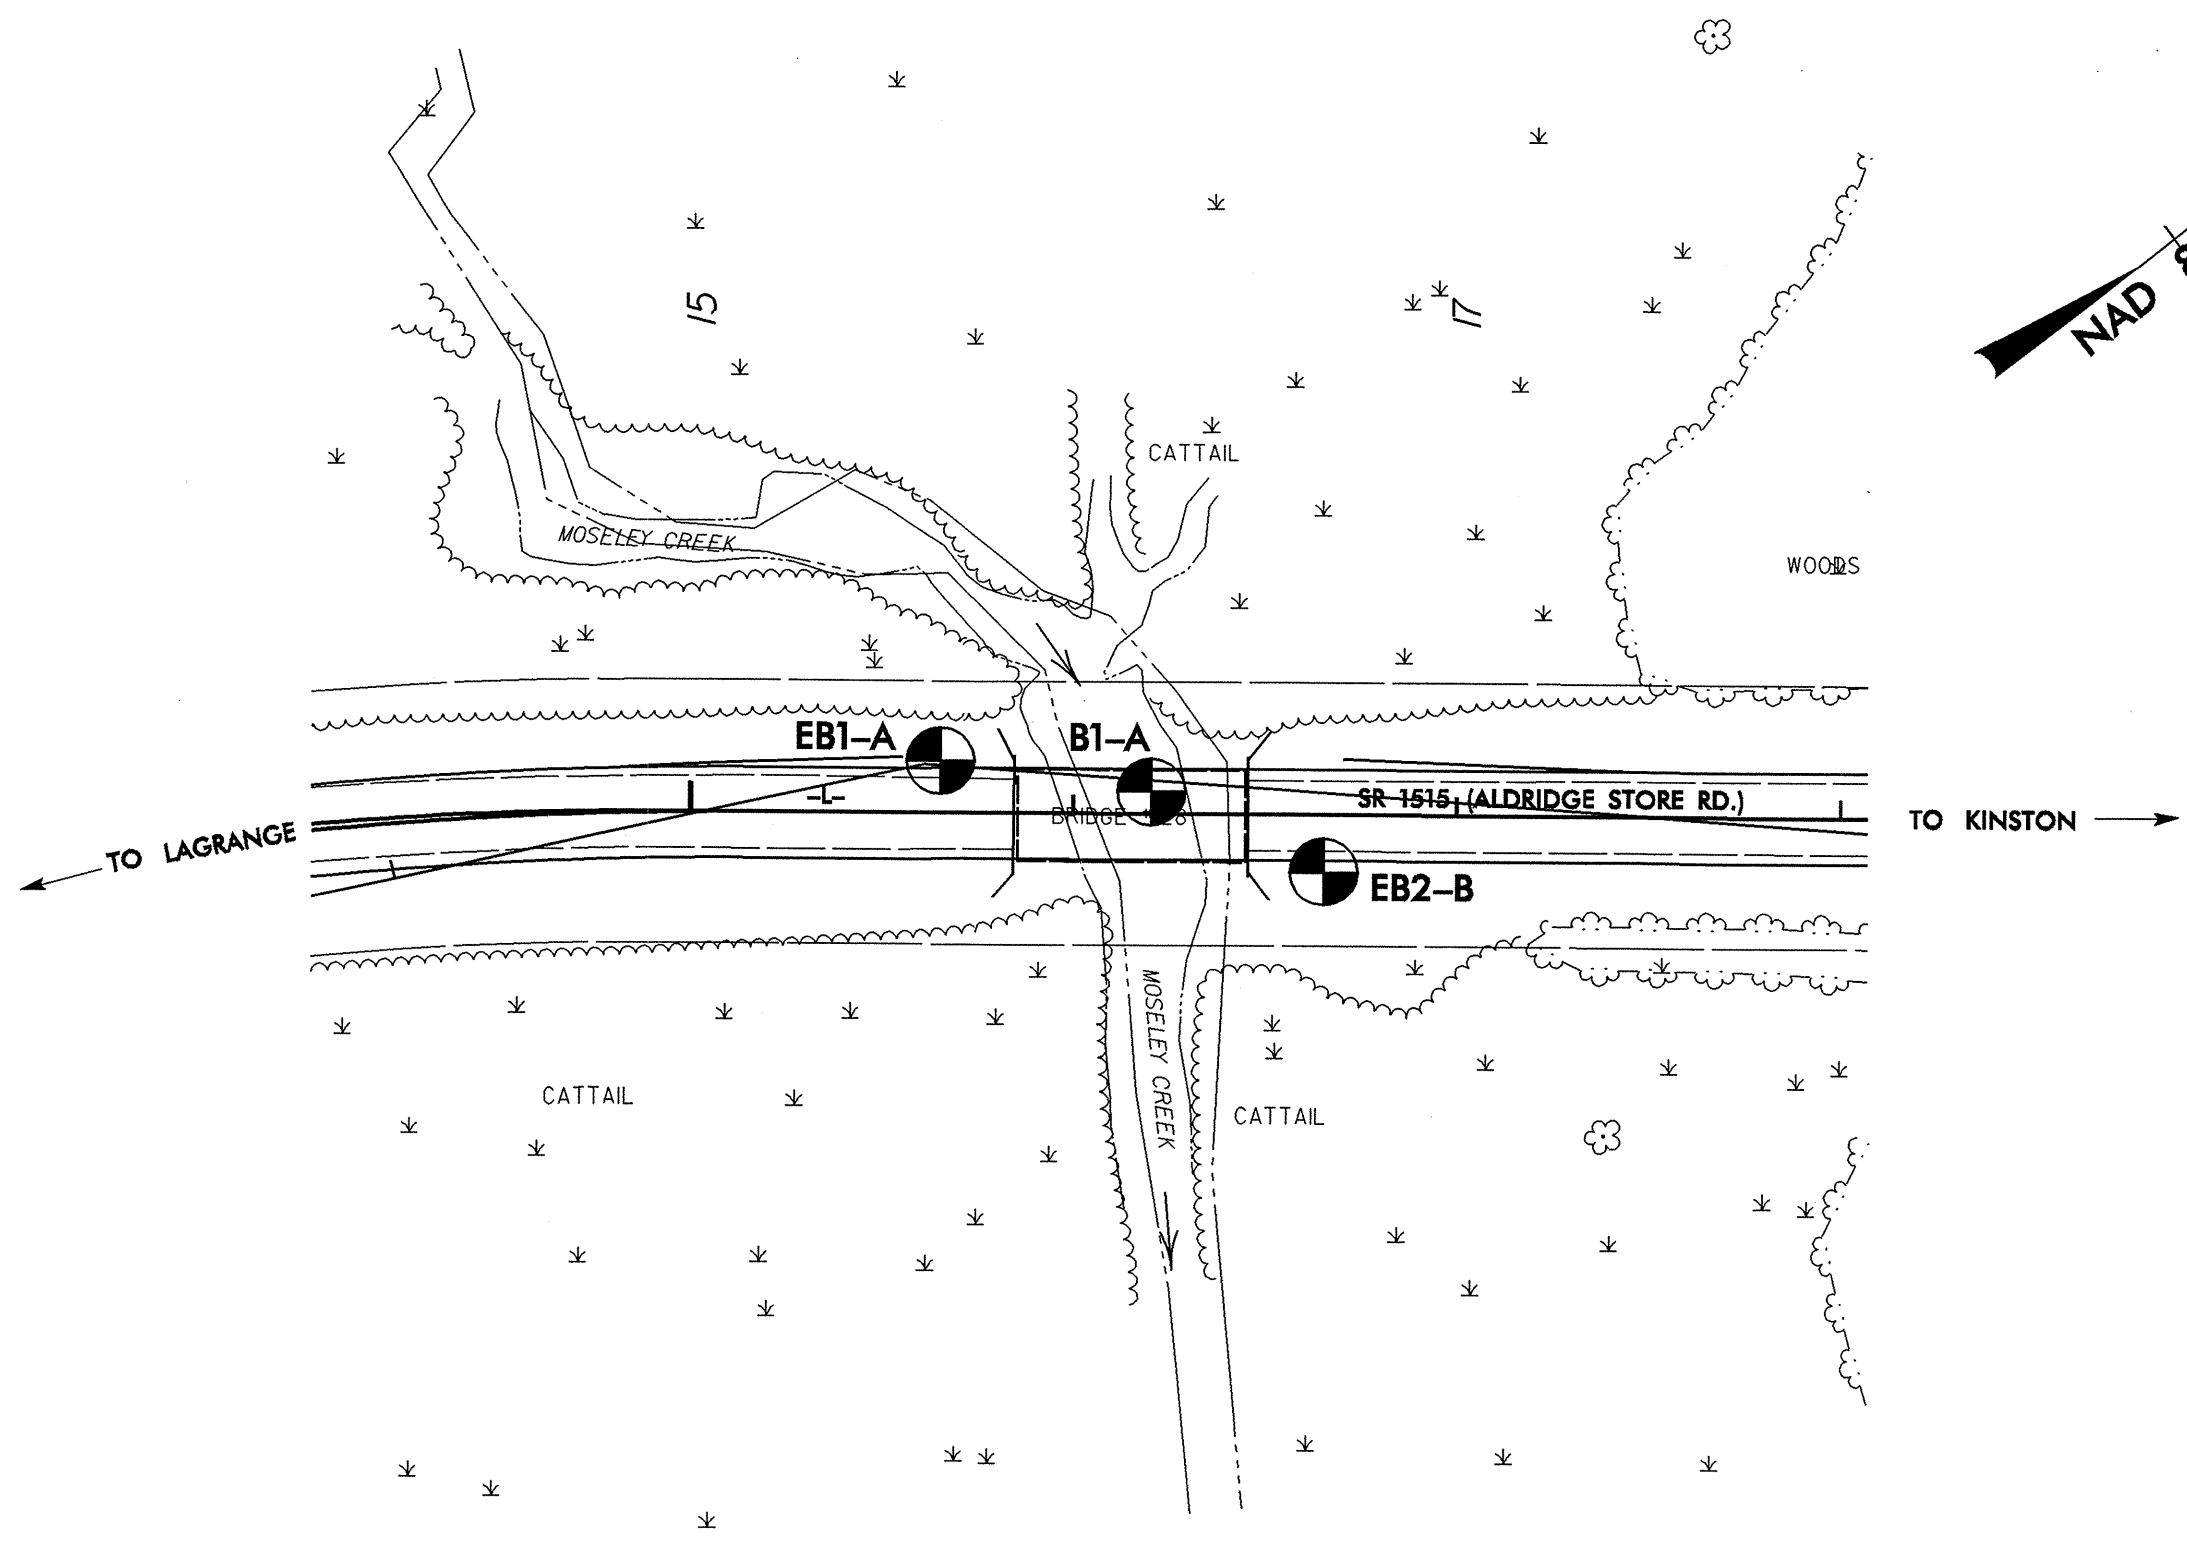 NAD
15
17
CATTAIL
MOSELEY CREEK
WOODS
EB1–A
B1–A
-L-
SR 1515 (ALDRIDGE STORE RD.)
BRIDGE
TO LAGRANGE
TO KINSTON
EB2–B
MOSELEY CREEK
CATTAIL
CATTAIL